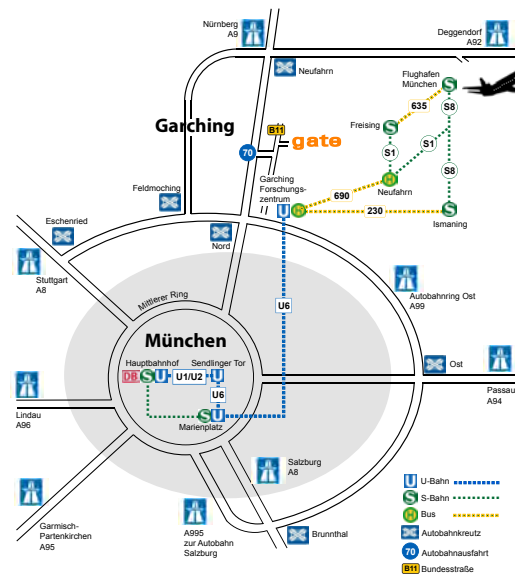 Nürnberg
A9
Deggendorf
A92
Neufahrn
Flughafen
München
S
635
S8
Garching
B11
gate
Freising
S
S1
S1
70
Garching
Forschungs-
zentrum
690
H
Neufahrn
S8
Feldmoching
U
H
230
S
Ismaning
Eschenried
Nord
Stuttgart
A8
Autobahnring Ost
A99
Mittlerer Ring
U6
München
Hauptbahnhof
Sendlinger Tor
Ost
DB
S
U
U1/U2
U
Passau
A94
U6
Lindau
A96
S
U
Marienplatz
Salzburg
A8
U
U-Bahn
S
S-Bahn
H
Bus
Garmisch-
Partenkirchen
A95
A995
zur Autobahn
Salzburg
Brunnthal
Autobahnkreutz
70
Autobahnausfahrt
B11
Bundesstraße